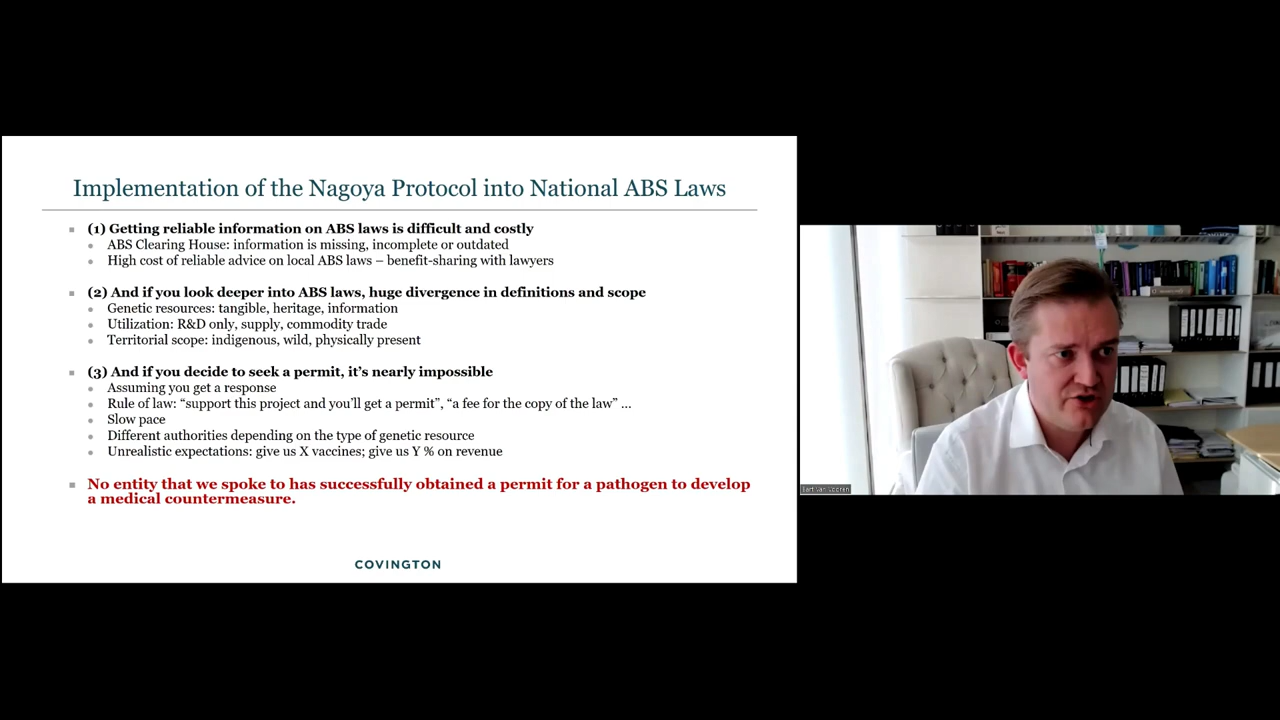 Implementation of the Nagoya Protocol into National ABS Laws
(1) Getting reliable information on ABS laws is difficult and costly
ABS Clearing House: information is missing, incomplete or outdated
High cost of reliable advice on local ABS laws – benefit-sharing with lawyers
(2) And if you look deeper into ABS laws, huge divergence in definitions and scope
Genetic resources: tangible, heritage, information
Utilization: R&D only, supply, commodity trade
Territorial scope: indigenous, wild, physically present
(3) And if you decide to seek a permit, it’s nearly impossible
Assuming you get a response
Rule of law: “support this project and you’ll get a permit”, “a fee for the copy of the law” ...
Slow pace
Different authorities depending on the type of genetic resource
Unrealistic expectations: give us X vaccines; give us Y % on revenue
No entity that we spoke to has successfully obtained a permit for a pathogen to develop
a medical countermeasure.
COVINGTON
Bart Van Vooren